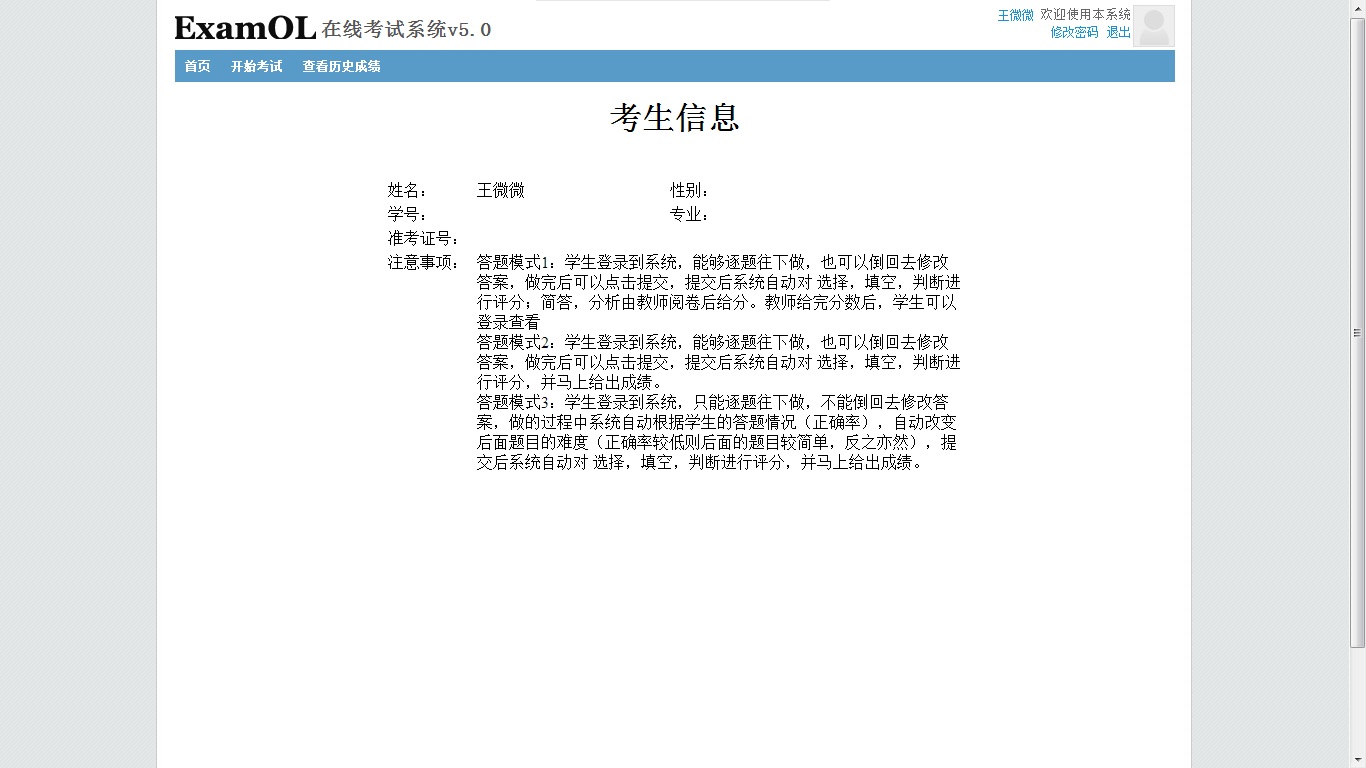 ExamOL 在线考试系统v5.0
王微微 欢迎使用本系统
修改密码 退出
首页 开始考试 查看历史成绩
考生信息
姓名： 王微微 性别：
学号： 专业：
准考证号：
注意事项： 答题模式1：学生登录到系统，能够逐题往下做，也可以倒回去修改
答案，做完后可以点击提交，提交后系统自动对 选择，填空，判断进
行评分；简答，分析由教师阅卷后给分。教师给完分数后，学生可以
登录查看
答题模式2：学生登录到系统，能够逐题往下做，也可以倒回去修改
答案，做完后可以点击提交，提交后系统自动对 选择，填空，判断进
行评分，并马上给出成绩。
答题模式3：学生登录到系统，只能逐题往下做，不能倒回去修改答
案，做的过程中系统自动根据学生的答题情况（正确率），自动改变
后面题目的难度（正确率较低则后面的题目较简单，反之亦然），提
交后系统自动对 选择，填空，判断进行评分，并马上给出成绩。